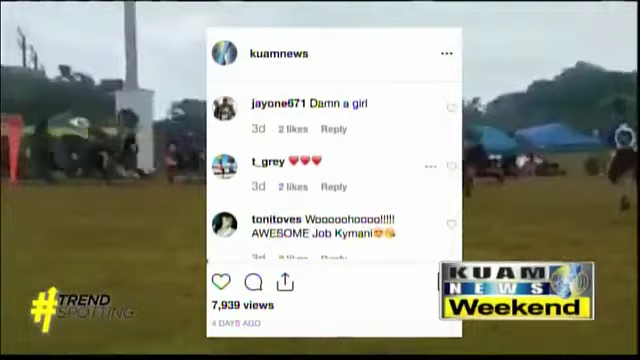 kuamnews
jayone671 Damn a girl
3d 2 likes Reply
t_grey
3d 2 likes Reply
tonitoves Wooooohoooo!!!!!
AWESOME Job Kymani
7,939 views
4 DAYS AGO
#TREND
SPOTTING
KUAM
NEWS
Weekend